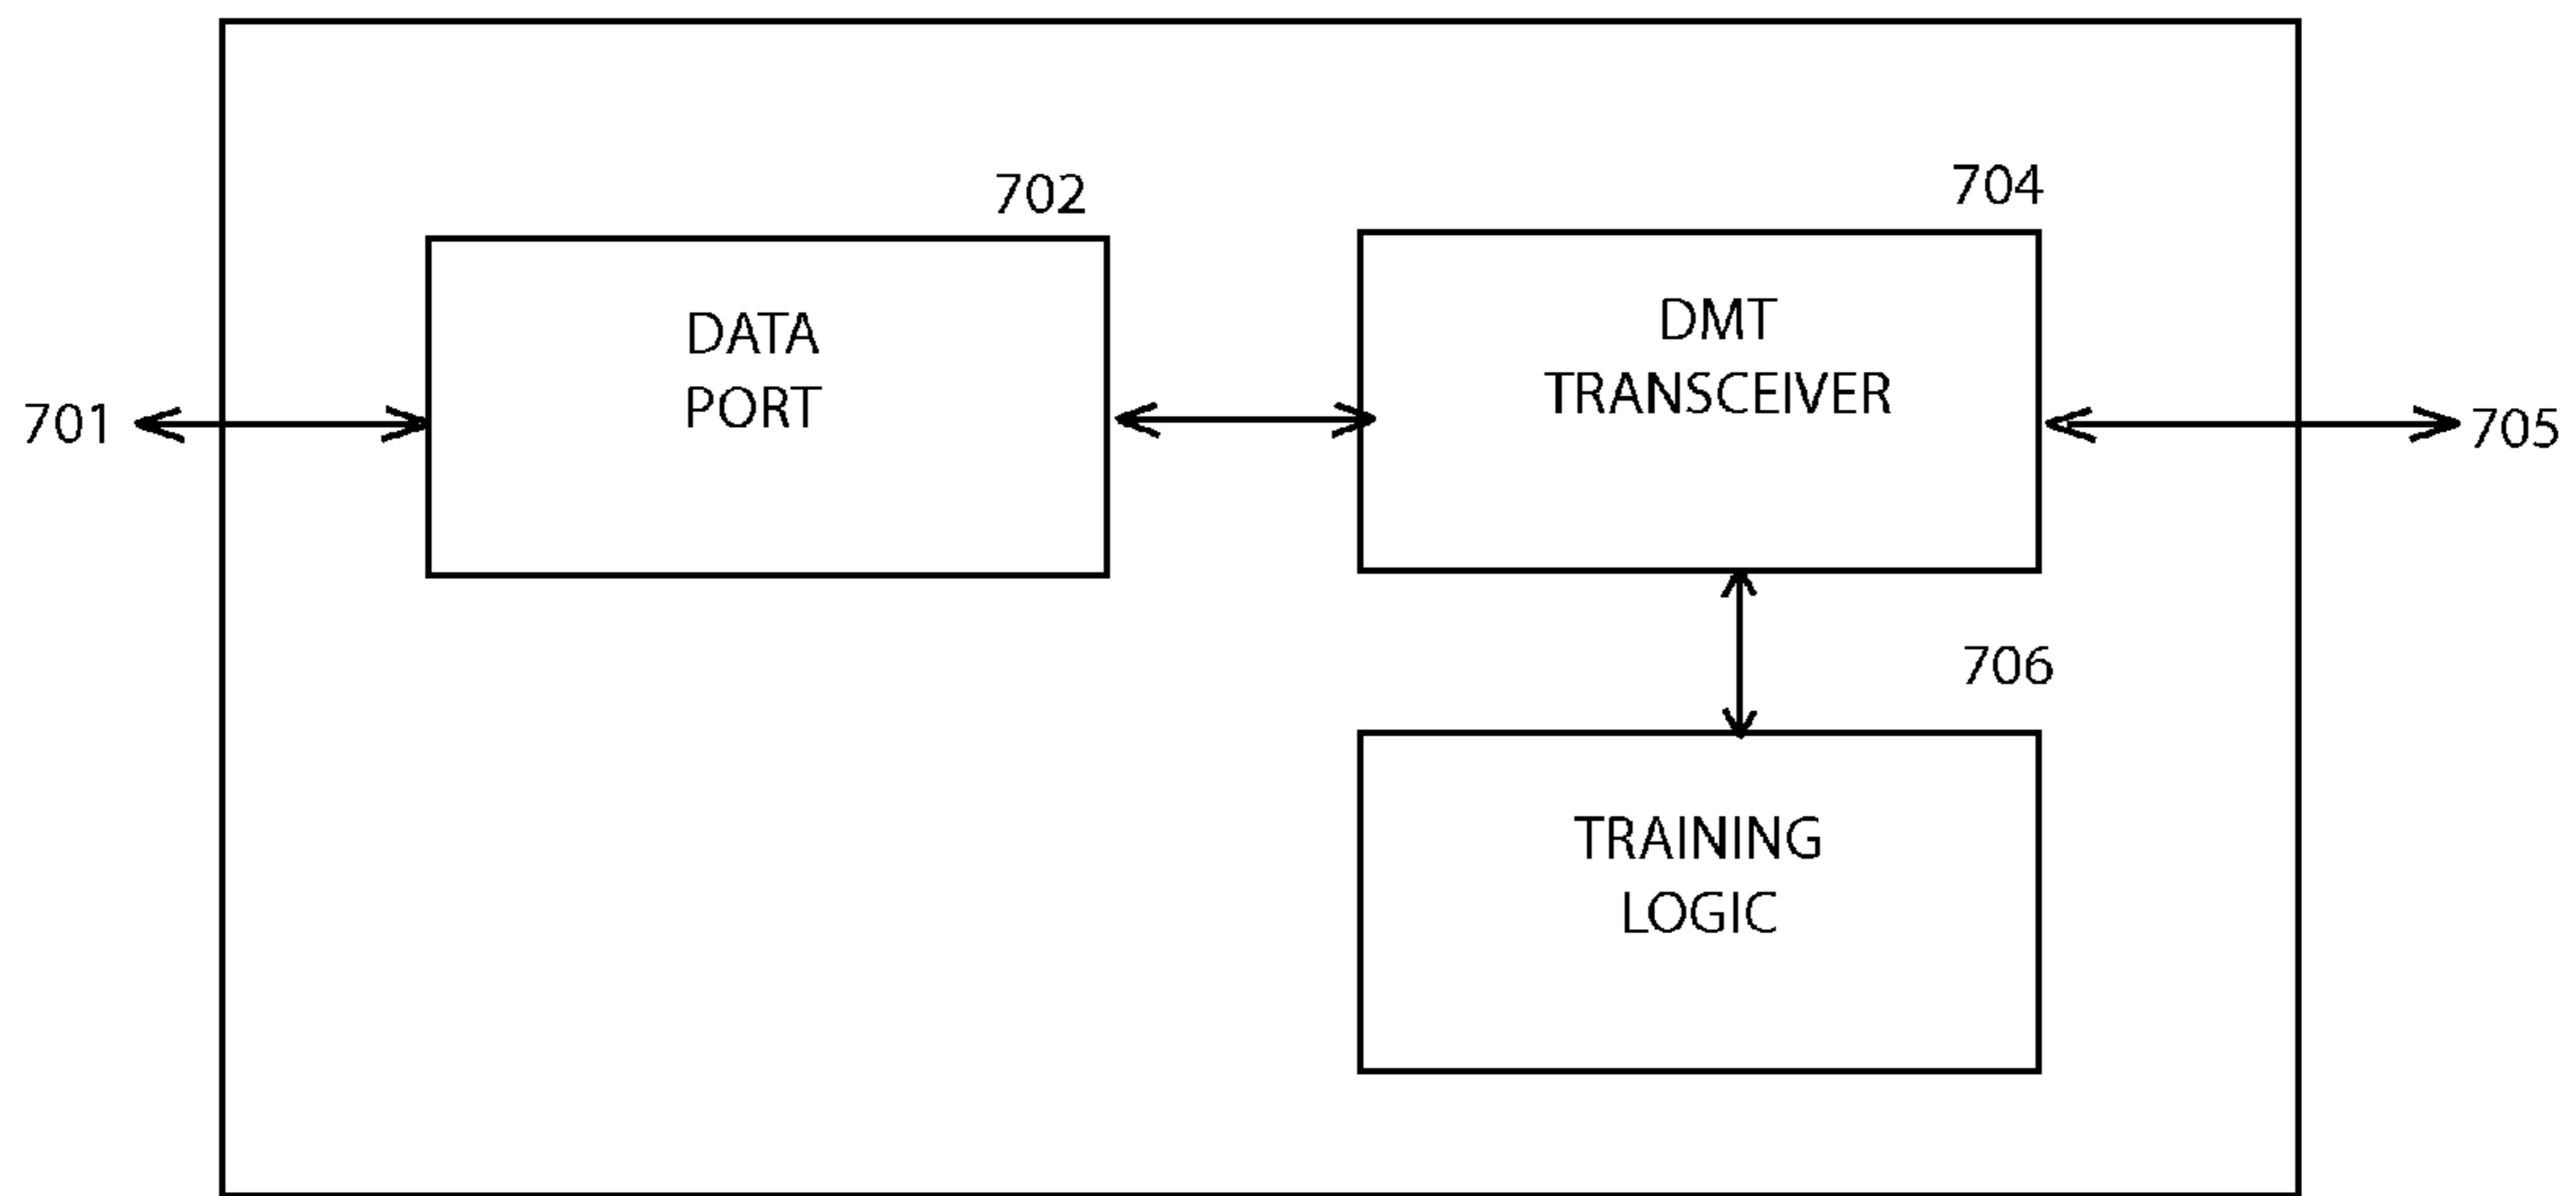 702
704
DATA
PORT
DMT
TRANSCEIVER
701
705
706
TRAINING
LOGIC